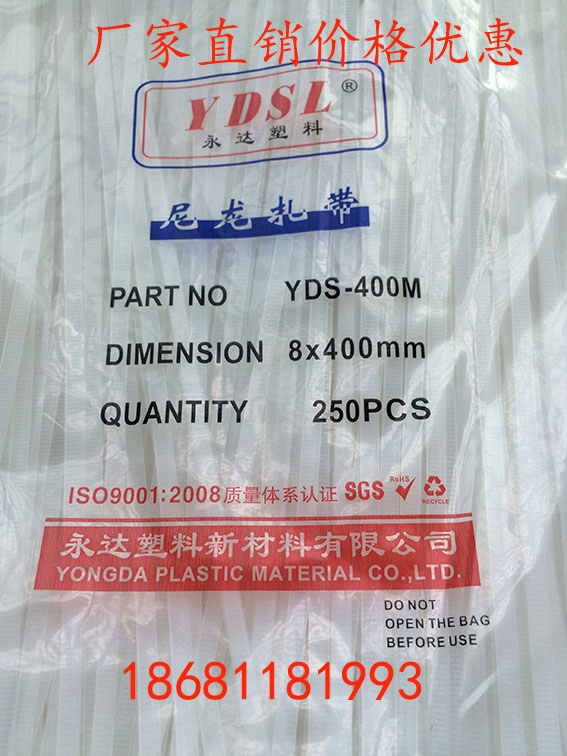 厂家直销价格优惠
YDSL®
永达塑料
尼龙扎带
PART NO YDS-400M
DIMENSION 8x400mm
QUANTITY 250PCS
ISO9001:2008质量体系认证 SGS RoHS RECYCLE
永达塑料新材料有限公司
YONGDA PLASTIC MATERIAL CO.,LTD.
DO NOT
OPEN THE BAG
BEFORE USE
18681181993